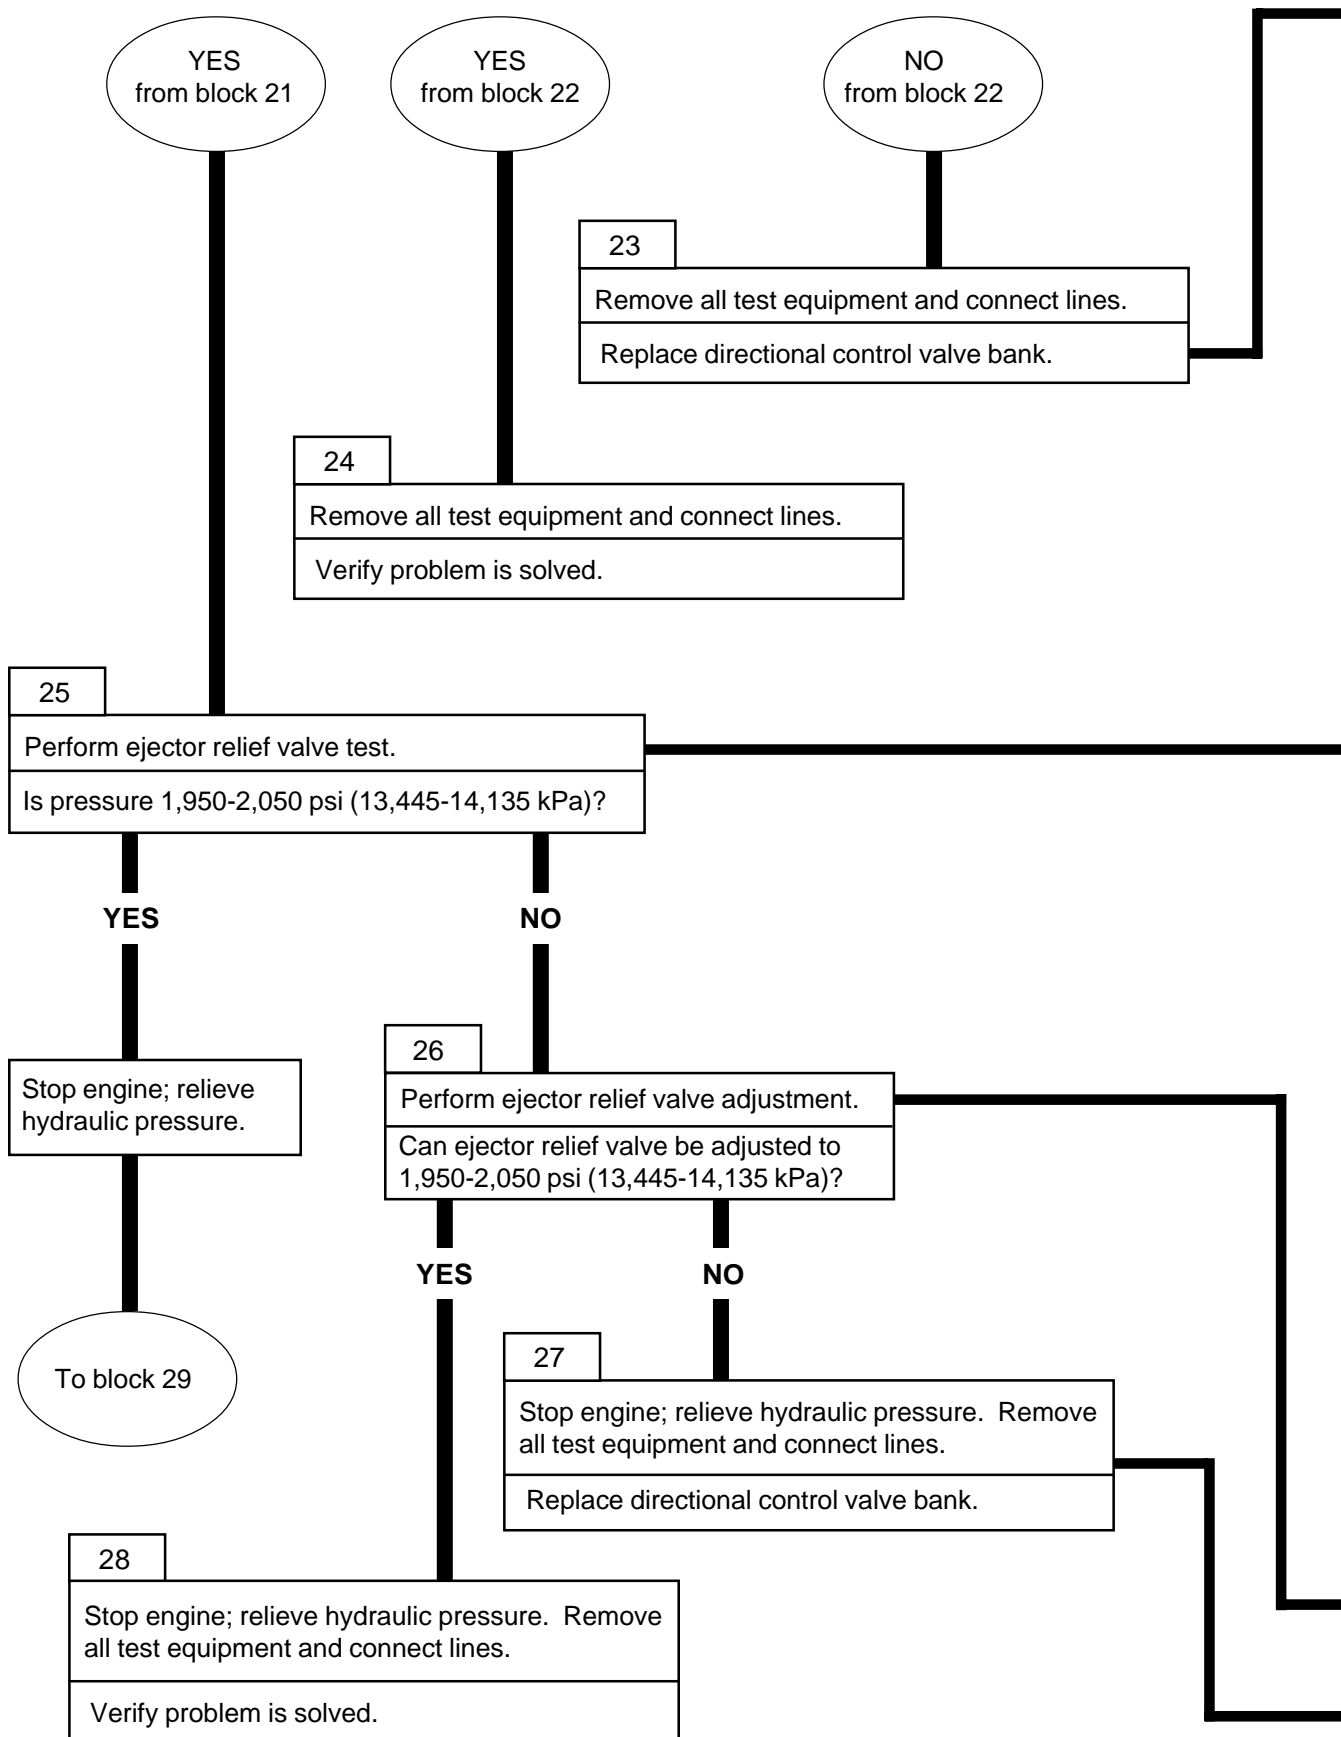 YES
from block 21
YES
from block 22
NO
from block 22
23
Remove all test equipment and connect lines.
Replace directional control valve bank.
24
Remove all test equipment and connect lines.
Verify problem is solved.
25
Perform ejector relief valve test.
Is pressure 1,950-2,050 psi (13,445-14,135 kPa)?
YES
NO
Stop engine; relieve
hydraulic pressure.
To block 29
26
Perform ejector relief valve adjustment.
Can ejector relief valve be adjusted to
1,950-2,050 psi (13,445-14,135 kPa)?
YES
NO
27
Stop engine; relieve hydraulic pressure.  Remove
all test equipment and connect lines.
Replace directional control valve bank.
28
Stop engine; relieve hydraulic pressure.  Remove
all test equipment and connect lines.
Verify problem is solved.